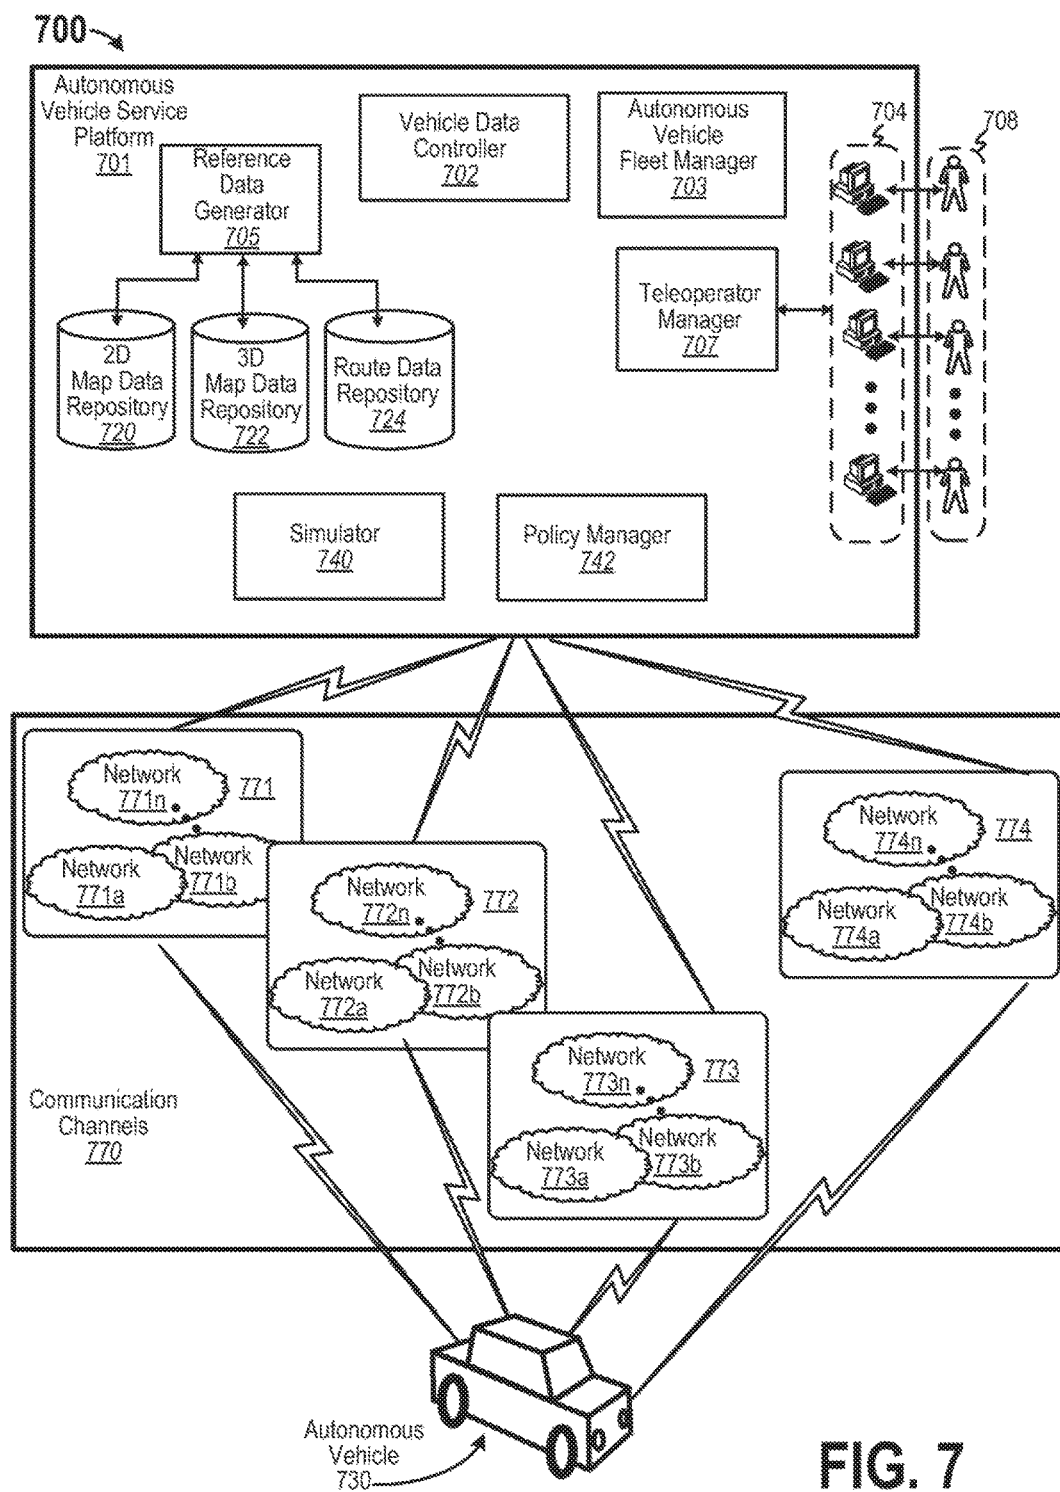 700
Autonomous
Vehicle Service
Platform
701
Vehicle Data
Controller
702
Autonomous
Vehicle
Fleet Manager
703
704
708
Reference
Data
Generator
705
Teleoperator
Manager
707
2D
Map Data
Repository
720
3D
Map Data
Repository
722
Route Data
Repository
724
Simulator
740
Policy Manager
742
Network
771n
771
Network
771a
Network
771b
Network
772n
772
Network
772a
Network
772b
Network
773n
773
Network
773a
Network
773b
Network
774n
774
Network
774a
Network
774b
Communication
Channels
770
Autonomous
Vehicle
730
FIG. 7